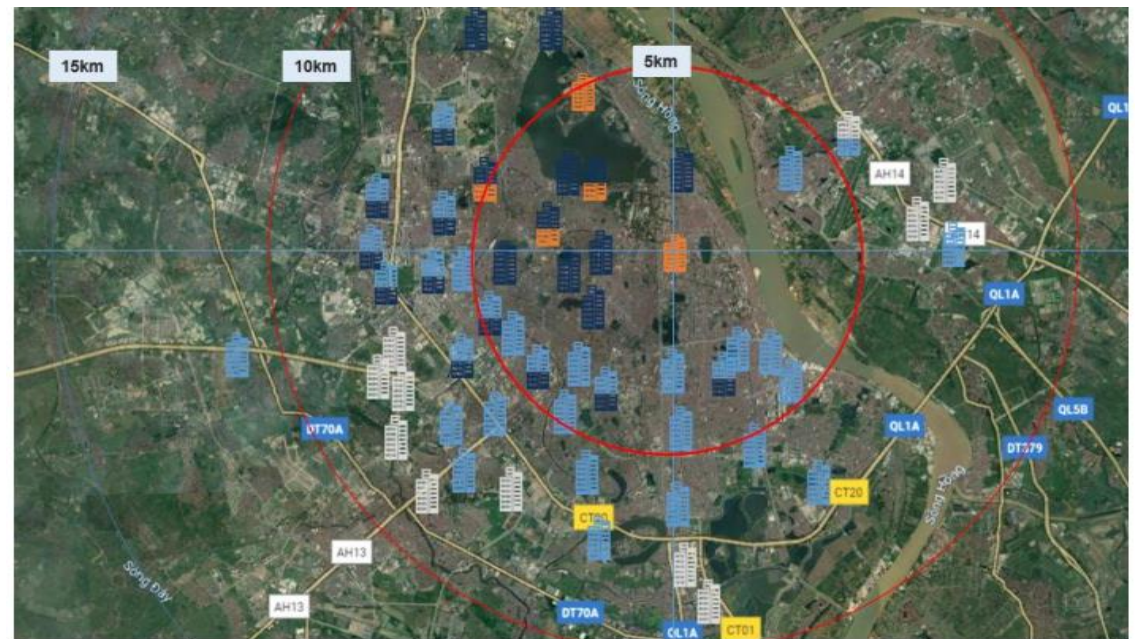 15km
10km
5km
Sông Hồng
QL1
AH14
14
QL1A
DT70A
QL1A
QL5B
DT379
CT20
CT20
Sông Hồng
AH13
Sông Đáy
AH13
DT70A
QL1A
CT01